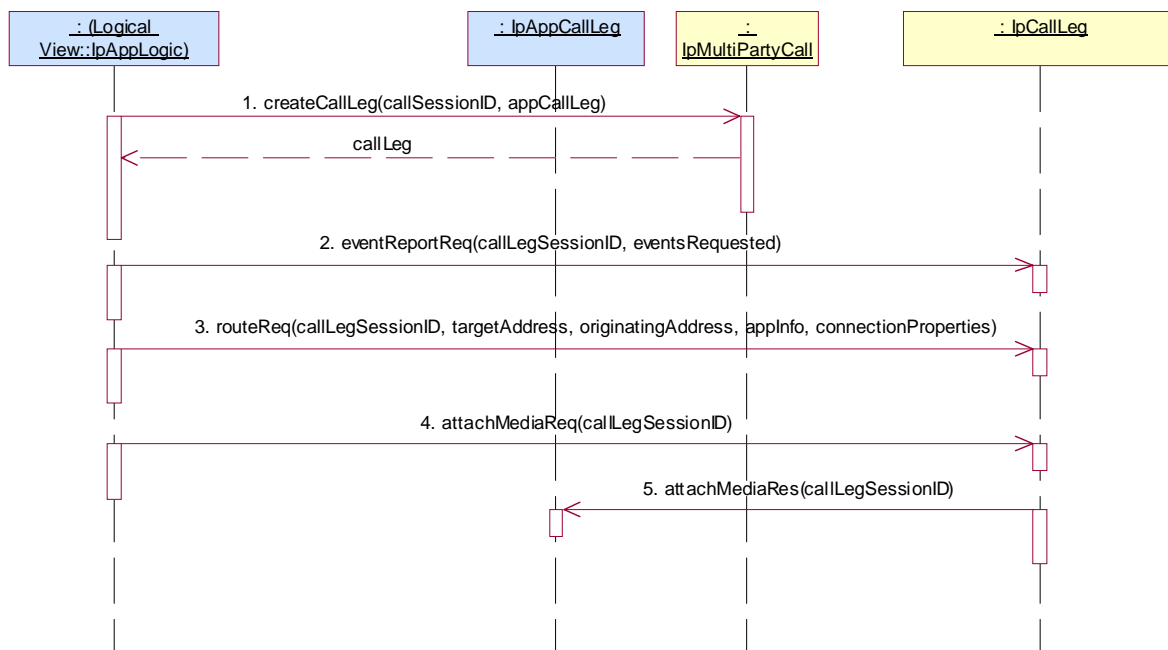 : (Logical
View::IpAppLogic)
: IpAppCallLeg
:
IpMultiPartyCall
: IpCallLeg
1. createCallLeg(callSessionID, appCallLeg)
callLeg
2. eventReportReq(callLegSessionID, eventsRequested)
3. routeReq(callLegSessionID, targetAddress, originatingAddress, appInfo, connectionProperties)
4. attachMediaReq(callLegSessionID)
5. attachMediaRes(callLegSessionID)